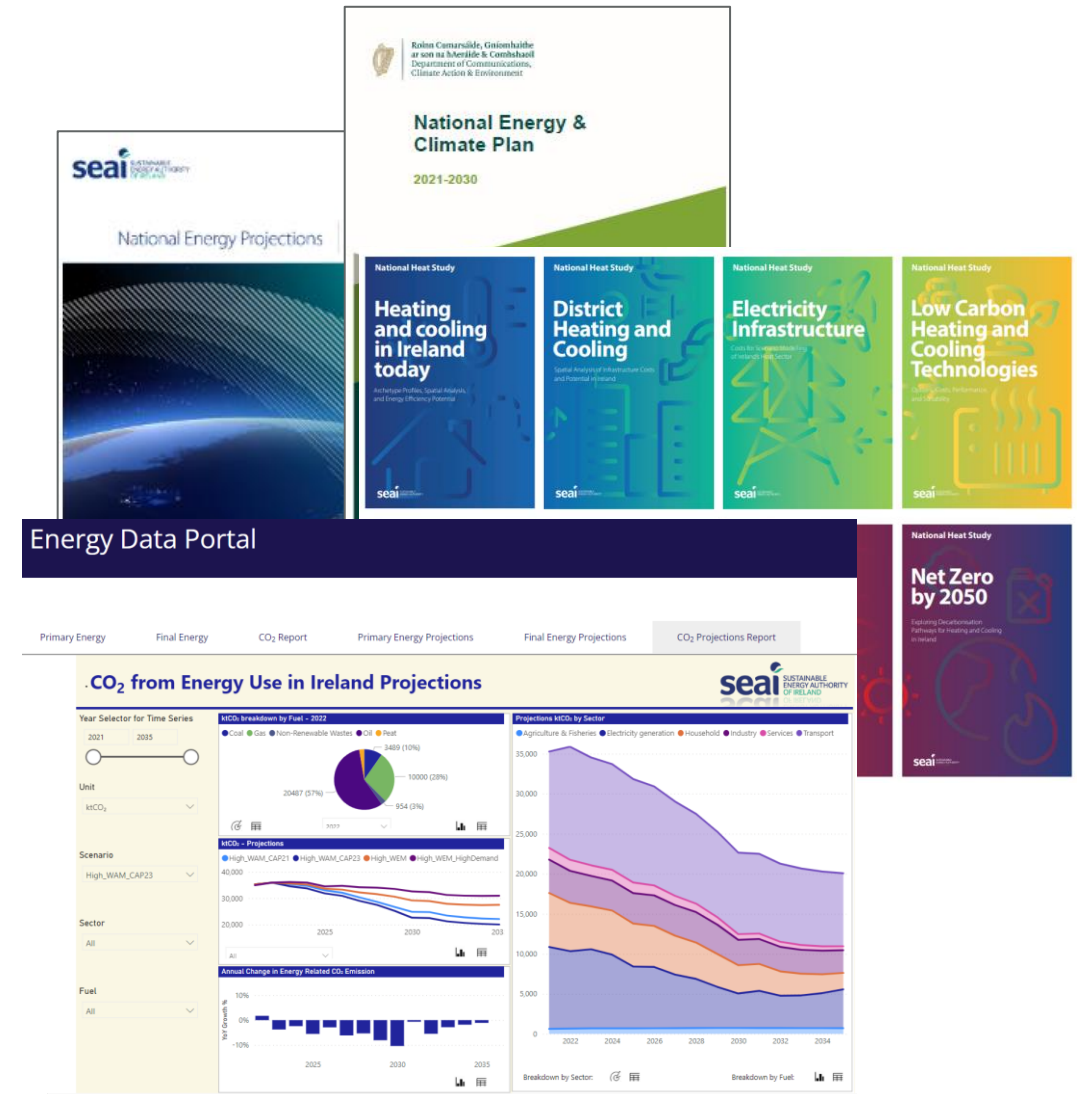 Roinn Cumarsáide, Gníomhaithe
ar son na hAeráide & Comhshaoil
Department of Communications,
Climate Action & Environment
National Energy &
Climate Plan
2021-2030
seai SUSTAINABLE
ENERGY AUTHORITY
OF IRELAND
National Energy Projections
National Heat Study
Heating
and cooling
in Ireland
today
Archetype Profiles, Spatial Analysis,
and Energy Efficiency Potential
seai
National Heat Study
District
Heating and
Cooling
Spatial Analysis of Infrastructure Costs
and Potential in Ireland
seai
National Heat Study
Electricity
Infrastructure
Costs for
of Ireland's Heat Sector
seai
National Heat Study
Low Carbon
Heating and
Cooling
Technologies
Costs, Performance
and Suitability
seai
National Heat Study
Net Zero
by 2050
Exploring Decarbonisation
Pathways for Heating and Cooling
in Ireland
seai
Energy Data Portal
Primary Energy Final Energy CO₂ Report Primary Energy Projections Final Energy Projections CO₂ Projections Report
CO₂ from Energy Use in Ireland Projections
seai SUSTAINABLE
ENERGY AUTHORITY
OF IRELAND
Year Selector for Time Series
2021 2035
Unit
ktCO₂
Scenario
High_WAM_CAP23
Sector
All
Fuel
All
ktCO₂ breakdown by Fuel - 2022
Coal Gas Non-Renewable Wastes Oil Peat
3489 (10%)
10000 (28%)
20487 (57%)
954 (3%)
2022
ktCO₂ - Projections
High_WAM_CAP21 High_WAM_CAP23 High_WEM High_WEM_HighDemand
40,000
30,000
20,000
2025 2030 203
All
Annual Change in Energy Related CO₂ Emission
YoY Growth %
10%
0%
-10%
2025 2030 2035
Projections ktCO₂ by Sector
Agriculture & Fisheries Electricity generation Household Industry Services Transport
35,000
30,000
25,000
20,000
15,000
10,000
5,000
0
2022 2024 2026 2028 2030 2032 2034
Breakdown by Sector: Breakdown by Fuel: